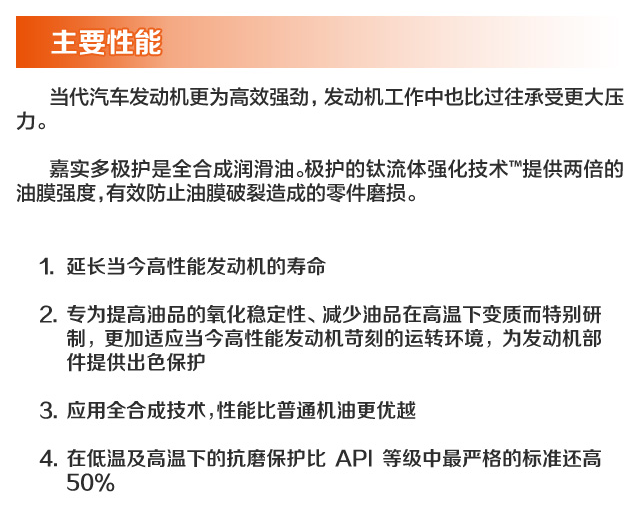 主要性能
当代汽车发动机更为高效强劲，发动机工作中也比过往承受更大压
力。
嘉实多极护是全合成润滑油。极护的钛流体强化技术™提供两倍的
油膜强度，有效防止油膜破裂造成的零件磨损。
1. 延长当今高性能发动机的寿命
2. 专为提高油品的氧化稳定性、减少油品在高温下变质而特别研
制，更加适应当今高性能发动机苛刻的运转环境，为发动机部
件提供出色保护
3. 应用全合成技术，性能比普通机油更优越
4. 在低温及高温下的抗磨保护比 API 等级中最严格的标准还高
50%